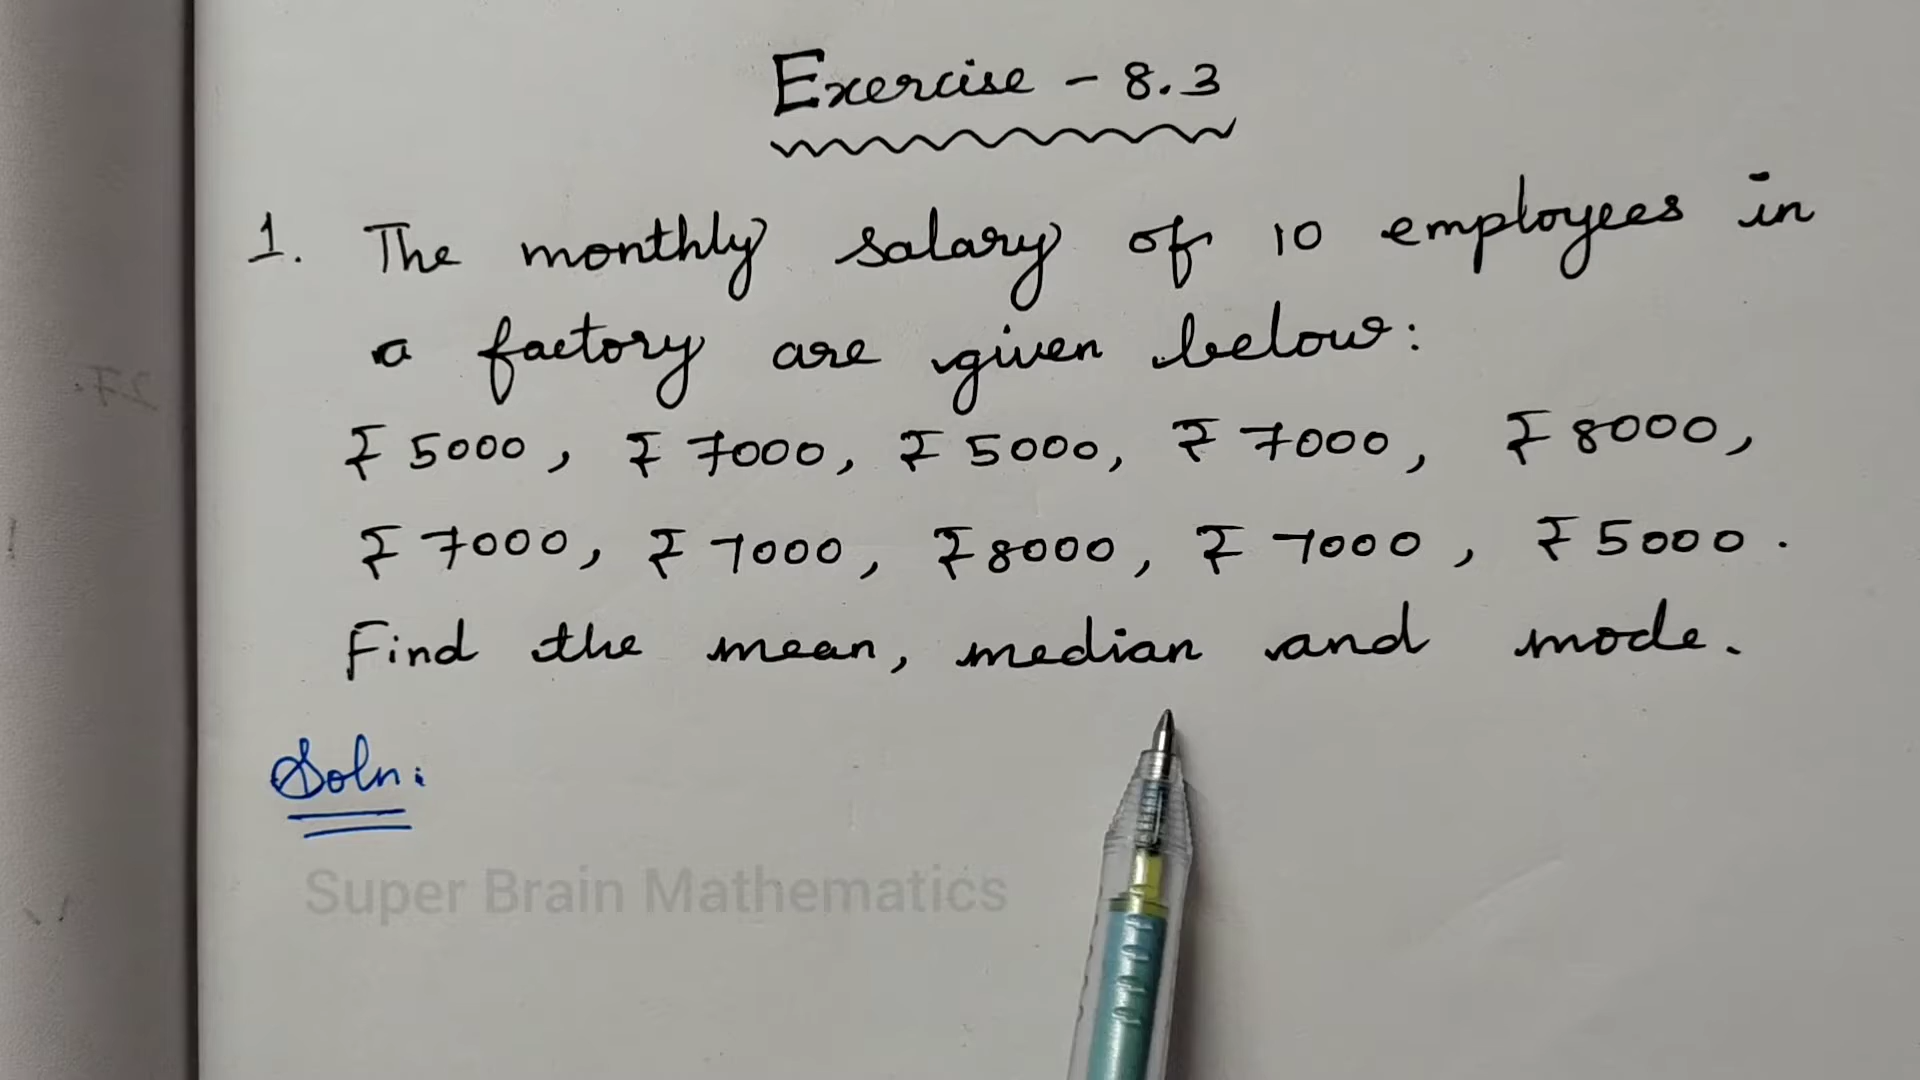 Exercise - 8.3
1. The monthly salary of 10 employees in
a factory are given below:
₹ 5000, ₹ 7000, ₹ 5000, ₹ 7000, ₹ 8000,
₹ 7000, ₹ 7000, ₹ 8000, ₹ 7000, ₹ 5000.
Find the mean, median and mode.
Soln:
Super Brain Mathematics